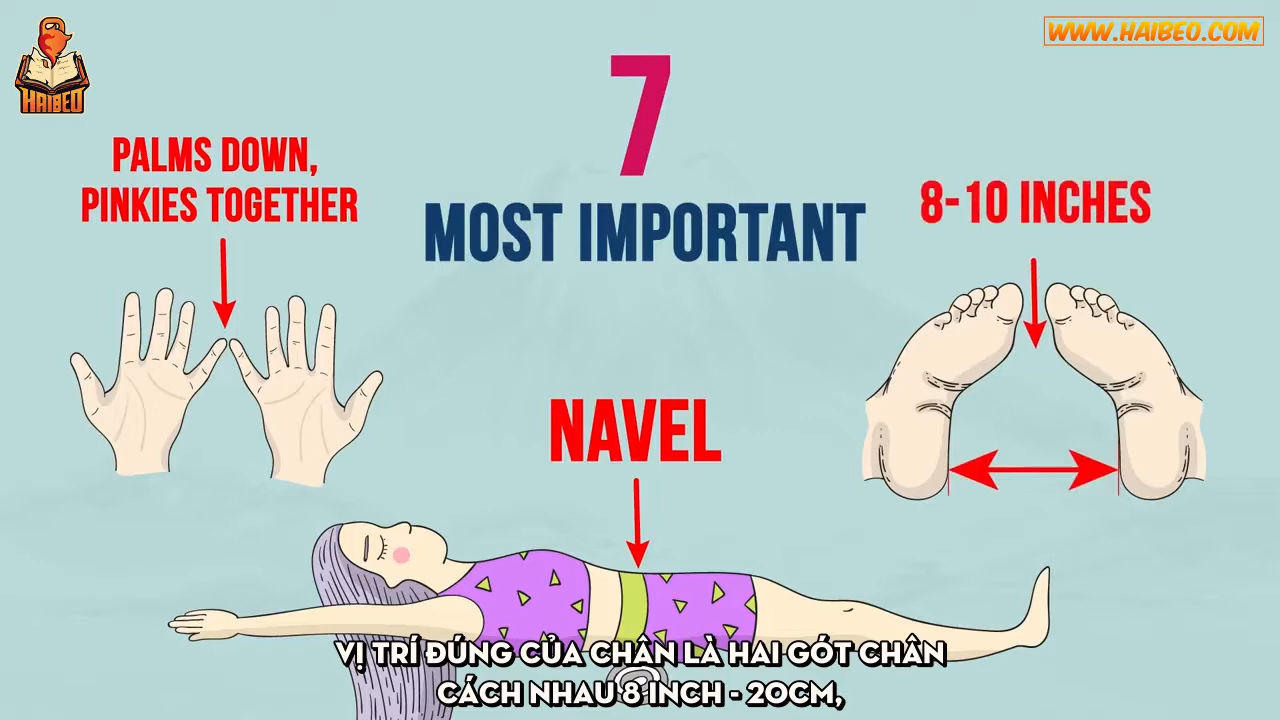 HAIBEO
WWW.HAIBEO.COM
7
MOST IMPORTANT
PALMS DOWN,
PINKIES TOGETHER
8-10 INCHES
NAVEL
VỊ TRÍ ĐÚNG CỦA CHÂN LÀ HAI GÓT CHÂN
CÁCH NHAU 8 INCH - 20CM,